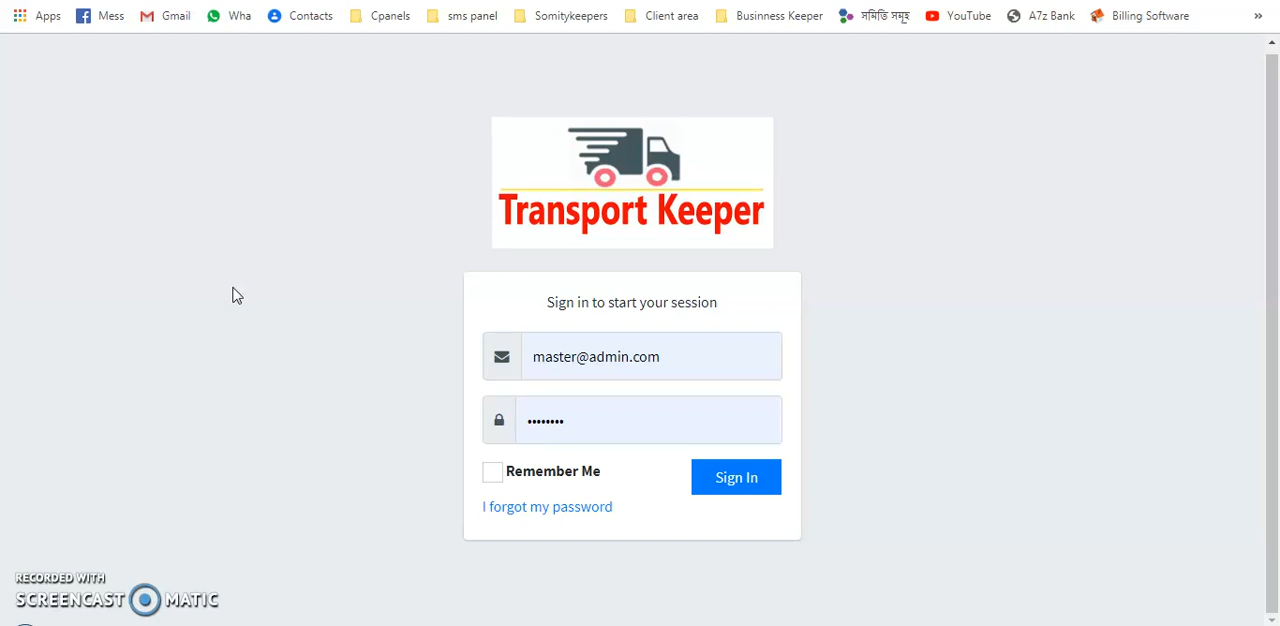 Apps Mess Gmail Wha Contacts Cpanels sms panel Somitykeepers Client area Businness Keeper সমিতি সমূহ YouTube A7z Bank Billing Software »
Transport Keeper
Sign in to start your session
master@admin.com
••••••••
Remember Me
Sign In
I forgot my password
RECORDED WITH
SCREENCAST MATIC